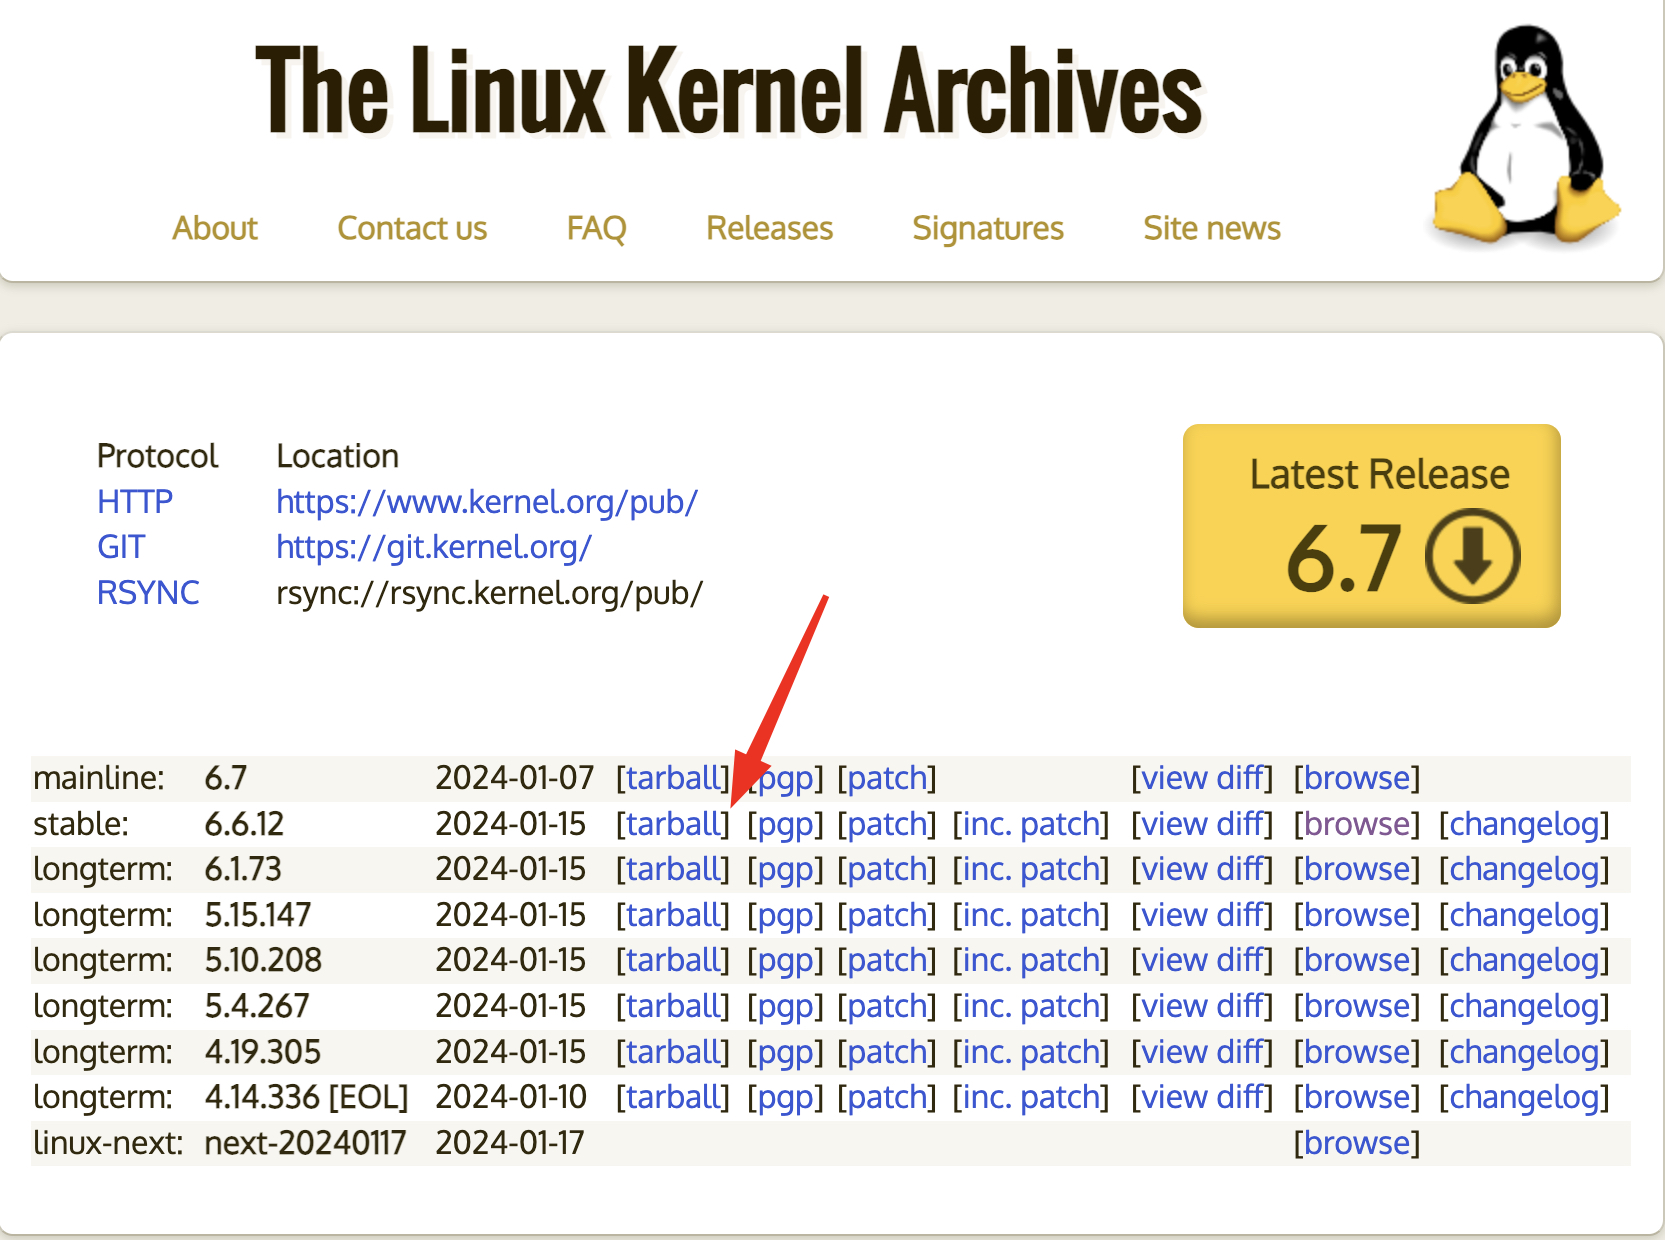 The Linux Kernel Archives
About Contact us FAQ Releases Signatures Site news
Protocol Location
HTTP https://www.kernel.org/pub/
GIT https://git.kernel.org/
RSYNC rsync://rsync.kernel.org/pub/
Latest Release
6.7
mainline: 6.7 2024-01-07 [tarball] [pgp] [patch] [view diff] [browse]
stable: 6.6.12 2024-01-15 [tarball] [pgp] [patch] [inc. patch] [view diff] [browse] [changelog]
longterm: 6.1.73 2024-01-15 [tarball] [pgp] [patch] [inc. patch] [view diff] [browse] [changelog]
longterm: 5.15.147 2024-01-15 [tarball] [pgp] [patch] [inc. patch] [view diff] [browse] [changelog]
longterm: 5.10.208 2024-01-15 [tarball] [pgp] [patch] [inc. patch] [view diff] [browse] [changelog]
longterm: 5.4.267 2024-01-15 [tarball] [pgp] [patch] [inc. patch] [view diff] [browse] [changelog]
longterm: 4.19.305 2024-01-15 [tarball] [pgp] [patch] [inc. patch] [view diff] [browse] [changelog]
longterm: 4.14.336 [EOL] 2024-01-10 [tarball] [pgp] [patch] [inc. patch] [view diff] [browse] [changelog]
linux-next: next-20240117 2024-01-17 [browse]